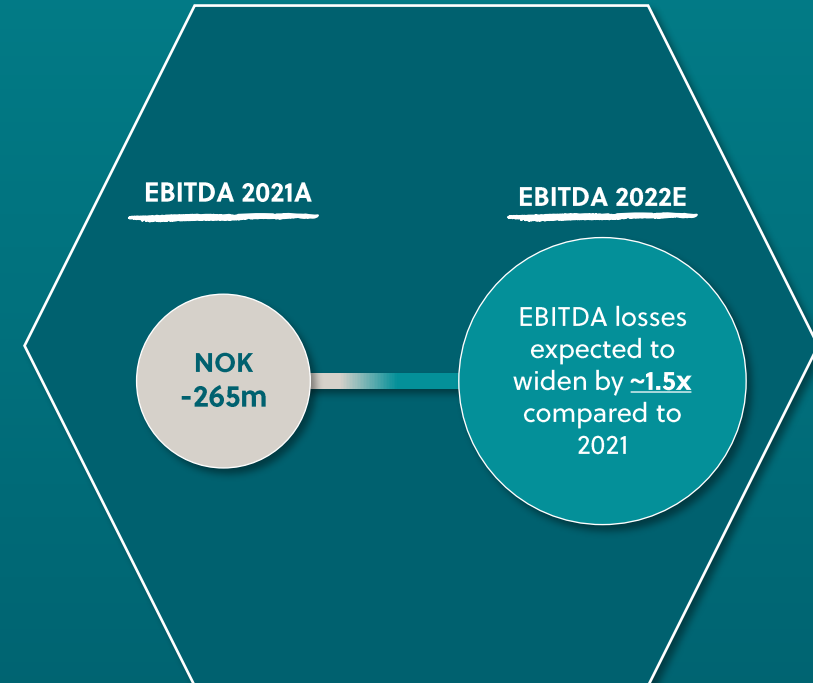 EBITDA 2021A
NOK
-265m
EBITDA 2022E
EBITDA losses
expected to
widen by ~1.5x
compared to
2021